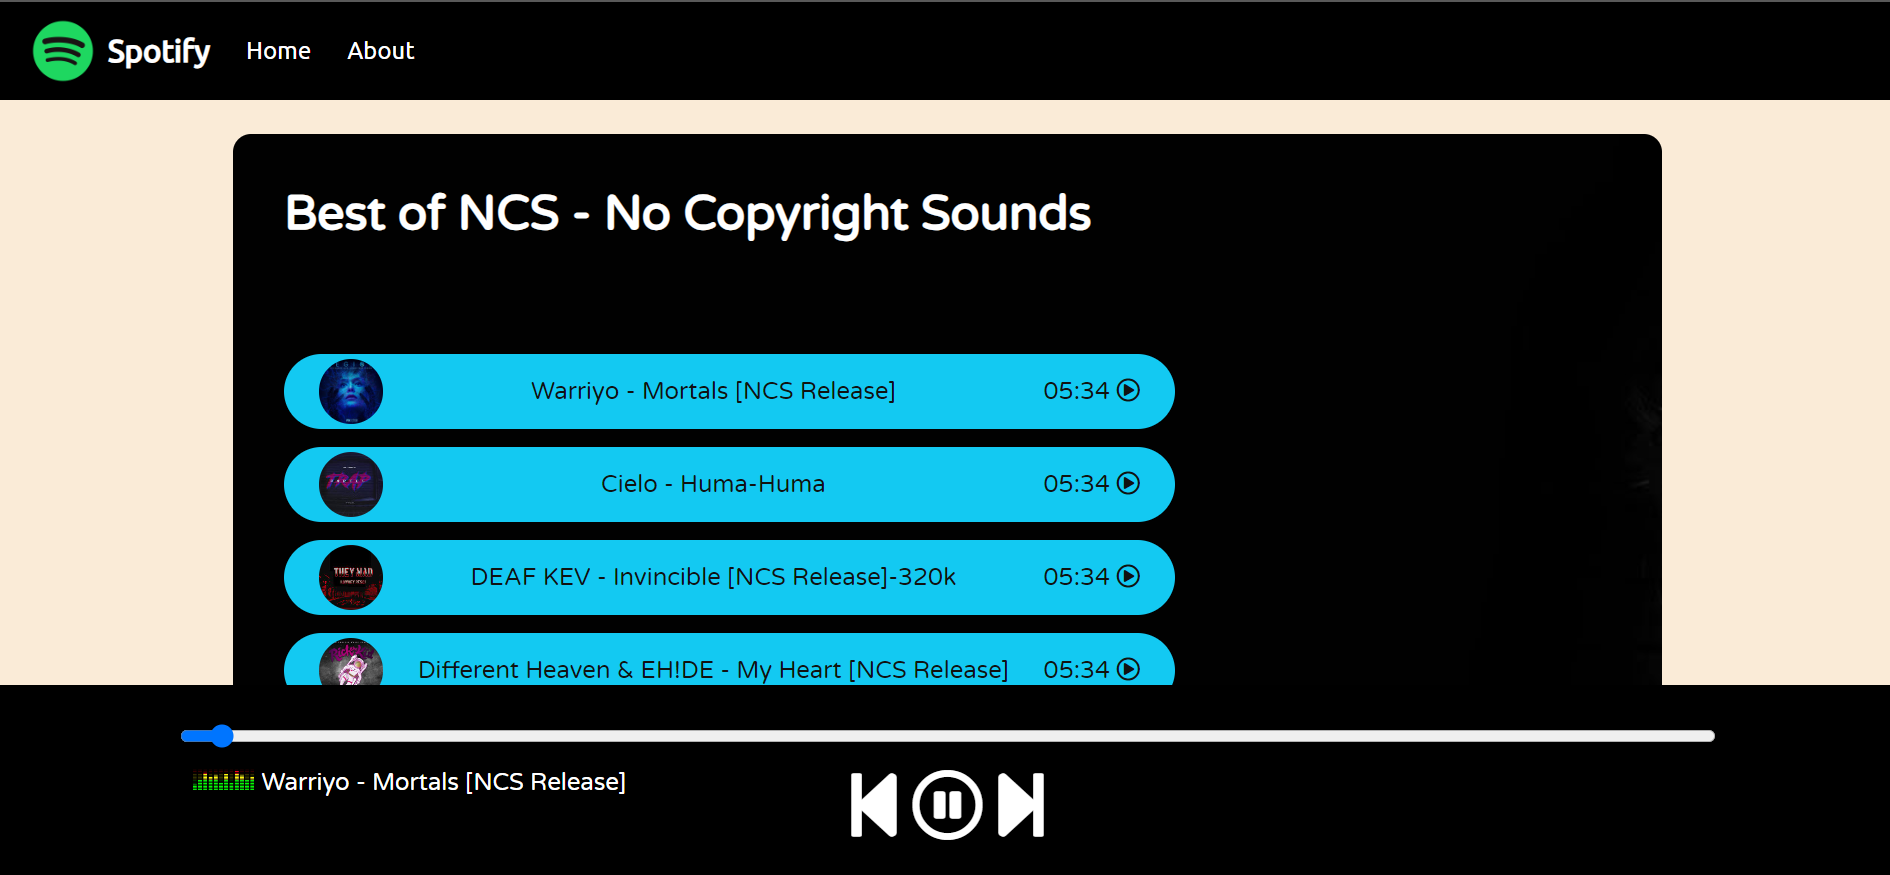 Spotify Home About
Best of NCS - No Copyright Sounds
Warriyo - Mortals [NCS Release] 05:34
Cielo - Huma-Huma 05:34
DEAF KEV - Invincible [NCS Release]-320k 05:34
THEY MAD
Different Heaven & EH!DE - My Heart [NCS Release] 05:34
Warriyo - Mortals [NCS Release]